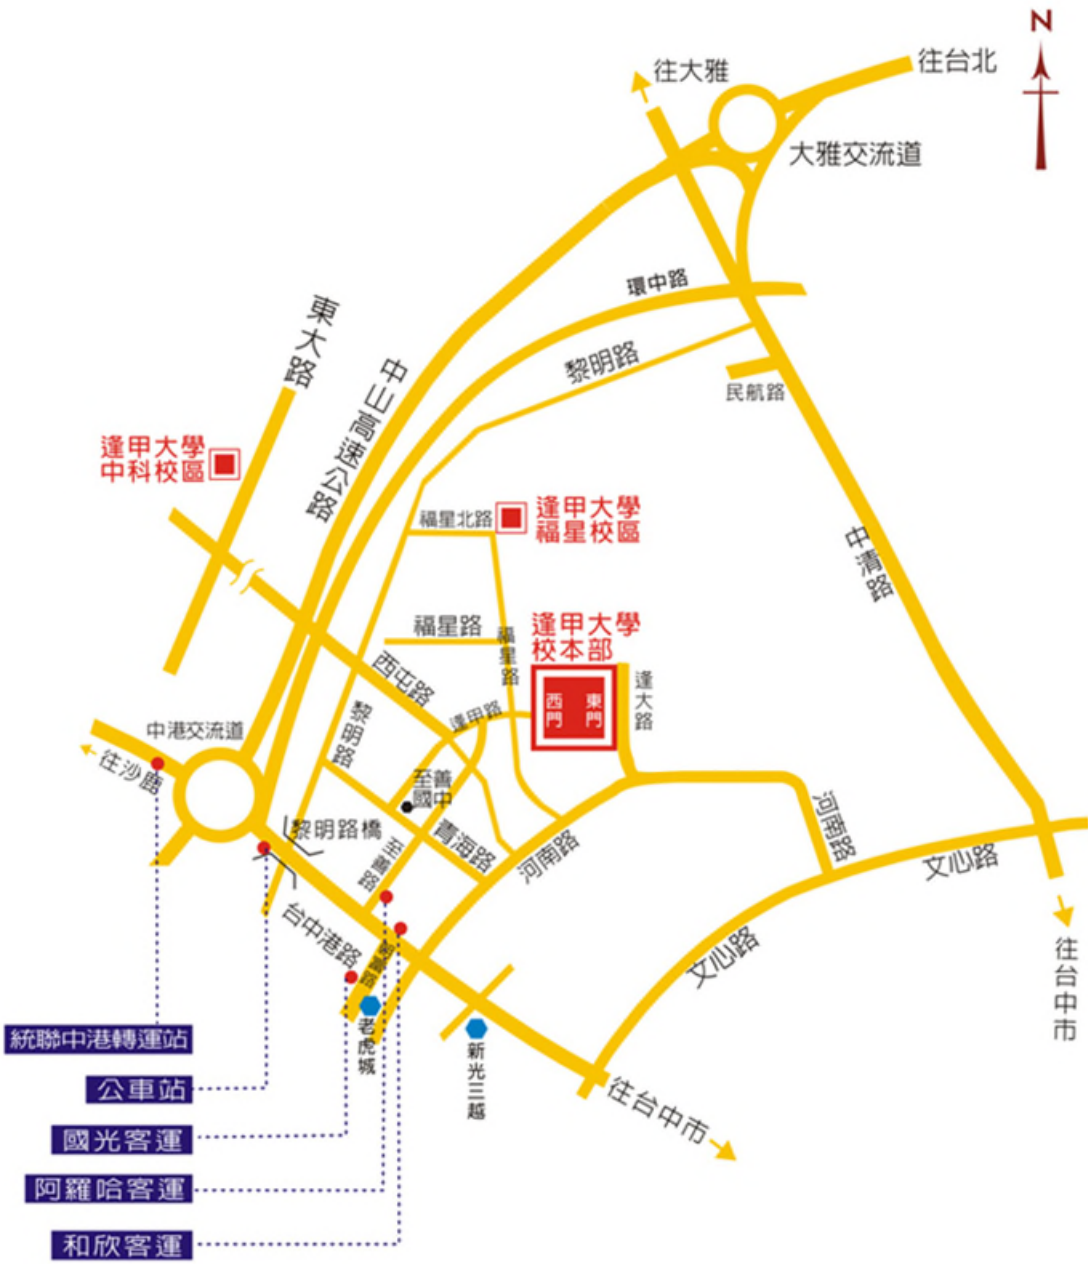 N
往大雅
往台北
大雅交流道
環中路
東大路
黎明路
中山高速公路
民航路
逢甲大學
中科校區
福星北路
逢甲大學
福星校區
中清路
逢甲大學
校本部
福星路
福星路
西屯路
西門
東門
逢大路
逢甲路
中港交流道
黎明路
往沙鹿
至善
國中
河南路
黎明路橋
青海路
至善路
河南路
文心路
台中港路
文心路
往台中市
老虎城
新光三越
往台中市
統聯中港轉運站
公車站
國光客運
阿羅哈客運
和欣客運